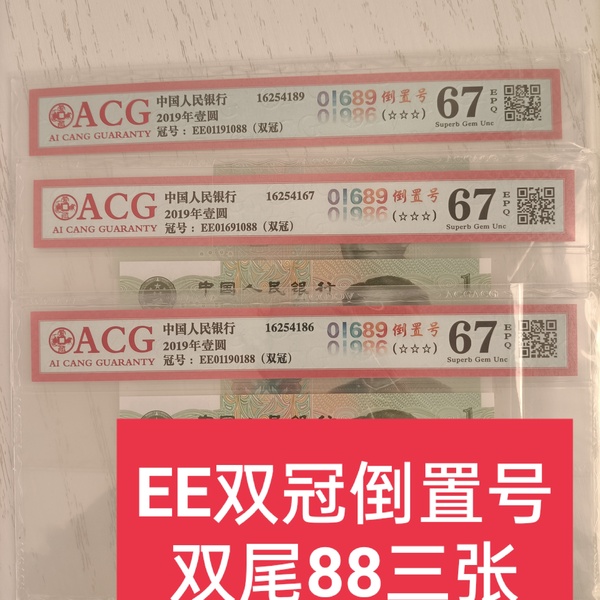 ACG
AI CANG GUARANTY
中国人民银行 16254189
2019年壹圆
冠号：EE01191088（双冠）
01689 倒置号
01986 (☆☆☆)
67 EPQ
Superb Gem Unc
ACG
AI CANG GUARANTY
中国人民银行 16254167
2019年壹圆
冠号：EE01691088（双冠）
01689 倒置号
01986 (☆☆☆)
67 EPQ
Superb Gem Unc
中国人民银行
1
ACG
AI CANG GUARANTY
中国人民银行 16254186
2019年壹圆
冠号：EE01190188（双冠）
01689 倒置号
01986 (☆☆☆)
67 EPQ
Superb Gem Unc
EE双冠倒置号
双尾88三张